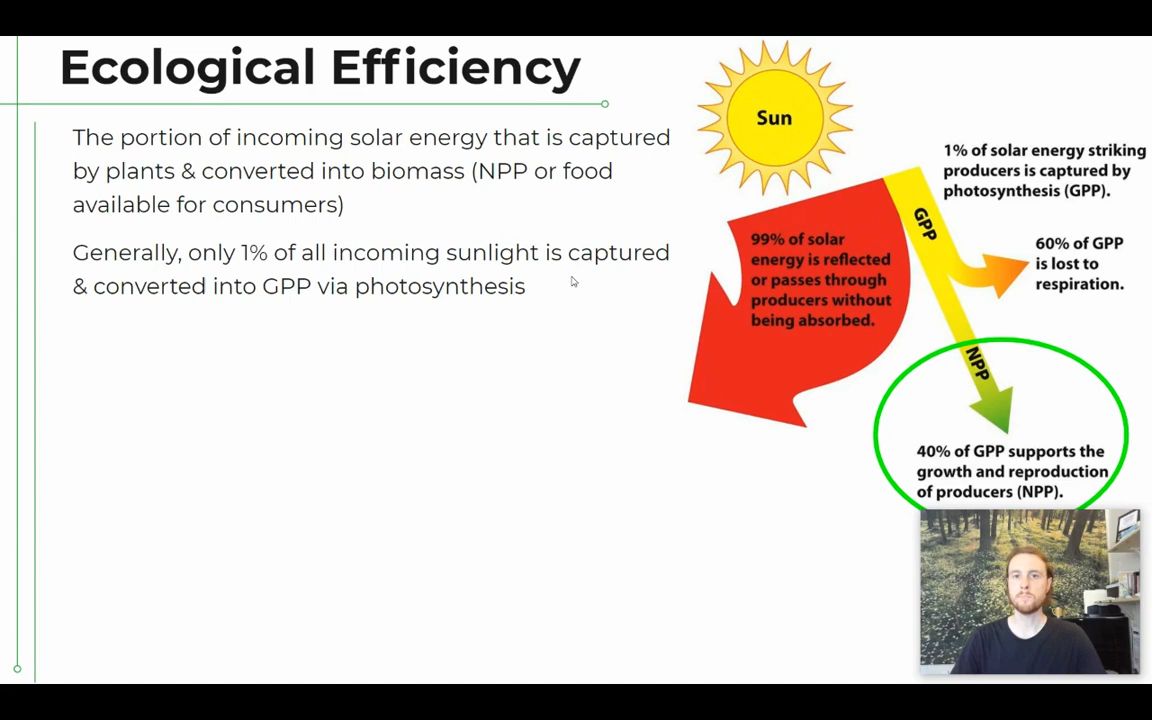 Ecological Efficiency
The portion of incoming solar energy that is captured
by plants & converted into biomass (NPP or food
available for consumers)
Generally, only 1% of all incoming sunlight is captured
& converted into GPP via photosynthesis
Sun
1% of solar energy striking
producers is captured by
photosynthesis (GPP).
GPP
99% of solar
energy is reflected
or passes through
producers without
being absorbed.
60% of GPP
is lost to
respiration.
NPP
40% of GPP supports the
growth and reproduction
of producers (NPP).